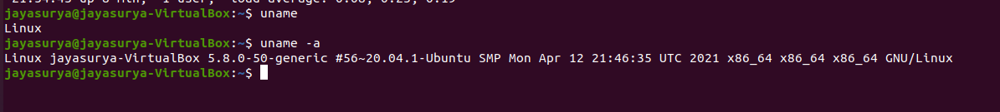 jayasurya@jayasurya-VirtualBox:~$ uname
Linux
jayasurya@jayasurya-VirtualBox:~$ uname -a
Linux jayasurya-VirtualBox 5.8.0-50-generic #56~20.04.1-Ubuntu SMP Mon Apr 12 21:46:35 UTC 2021 x86_64 x86_64 x86_64 GNU/Linux
jayasurya@jayasurya-VirtualBox:~$